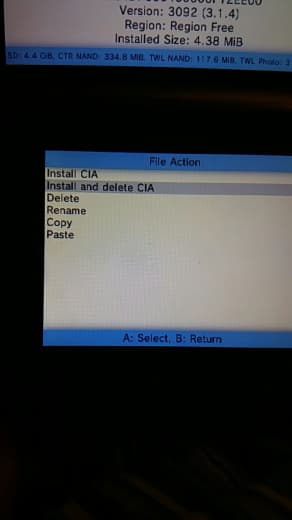 Version: 3092 (3.1.4)
Region: Region Free
Installed Size: 4.38 MiB
SD: 4.4 GiB, CTR NAND: 334.8 MiB, TWL NAND: 117.6 MiB, TWL Photo: 3
File Action
Install CIA
Install and delete CIA
Delete
Rename
Copy
Paste
A: Select, B: Return